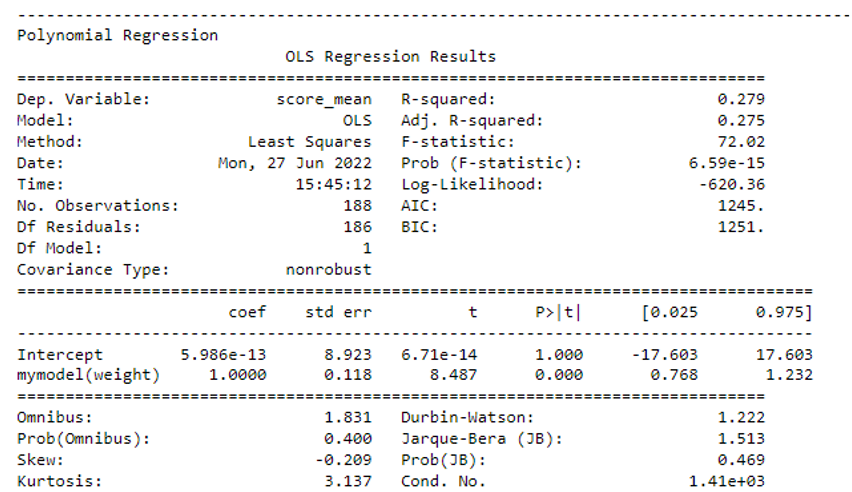 --------------------------------------------------------------------------------------
Polynomial Regression
                            OLS Regression Results
==============================================================================
Dep. Variable:             score_mean   R-squared:                       0.279
Model:                            OLS   Adj. R-squared:                  0.275
Method:                 Least Squares   F-statistic:                     72.02
Date:                Mon, 27 Jun 2022   Prob (F-statistic):           6.59e-15
Time:                        15:45:12   Log-Likelihood:                -620.36
No. Observations:                 188   AIC:                             1245.
Df Residuals:                     186   BIC:                             1251.
Df Model:                           1
Covariance Type:            nonrobust
===================================================================================
                      coef    std err          t      P>|t|      [0.025      0.975]
-----------------------------------------------------------------------------------
Intercept        5.986e-13      8.923   6.71e-14      1.000     -17.603      17.603
mymodel(weight)     1.0000      0.118      8.487      0.000       0.768       1.232
==============================================================================
Omnibus:                        1.831   Durbin-Watson:                   1.222
Prob(Omnibus):                  0.400   Jarque-Bera (JB):                1.513
Skew:                          -0.209   Prob(JB):                        0.469
Kurtosis:                       3.137   Cond. No.                     1.41e+03